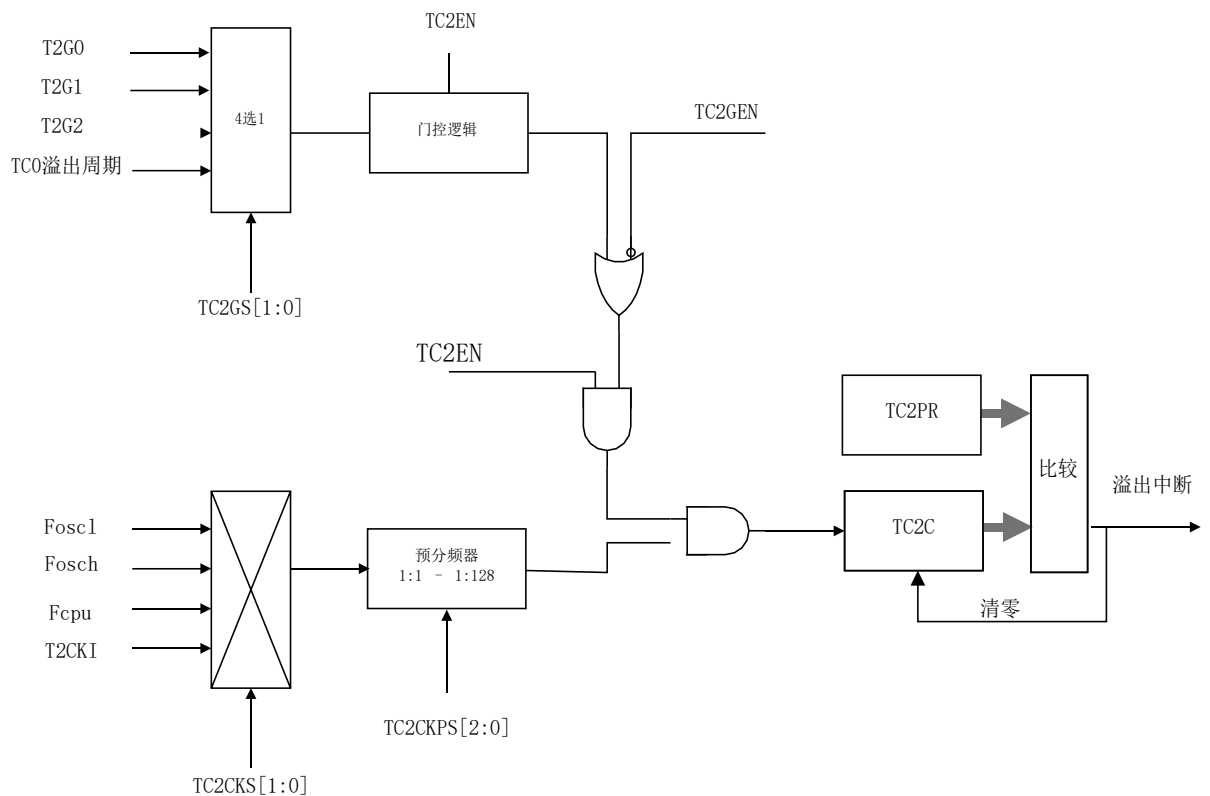 TC2EN
T2G0
T2G1
T2G2
TC0溢出周期
4选1
门控逻辑
TC2GEN
TC2GS[1:0]
TC2EN
TC2PR
比较
溢出中断
TC2C
清零
Foscl
Fosch
Fcpu
T2CKI
预分频器
1:1 - 1:128
TC2CKPS[2:0]
TC2CKS[1:0]